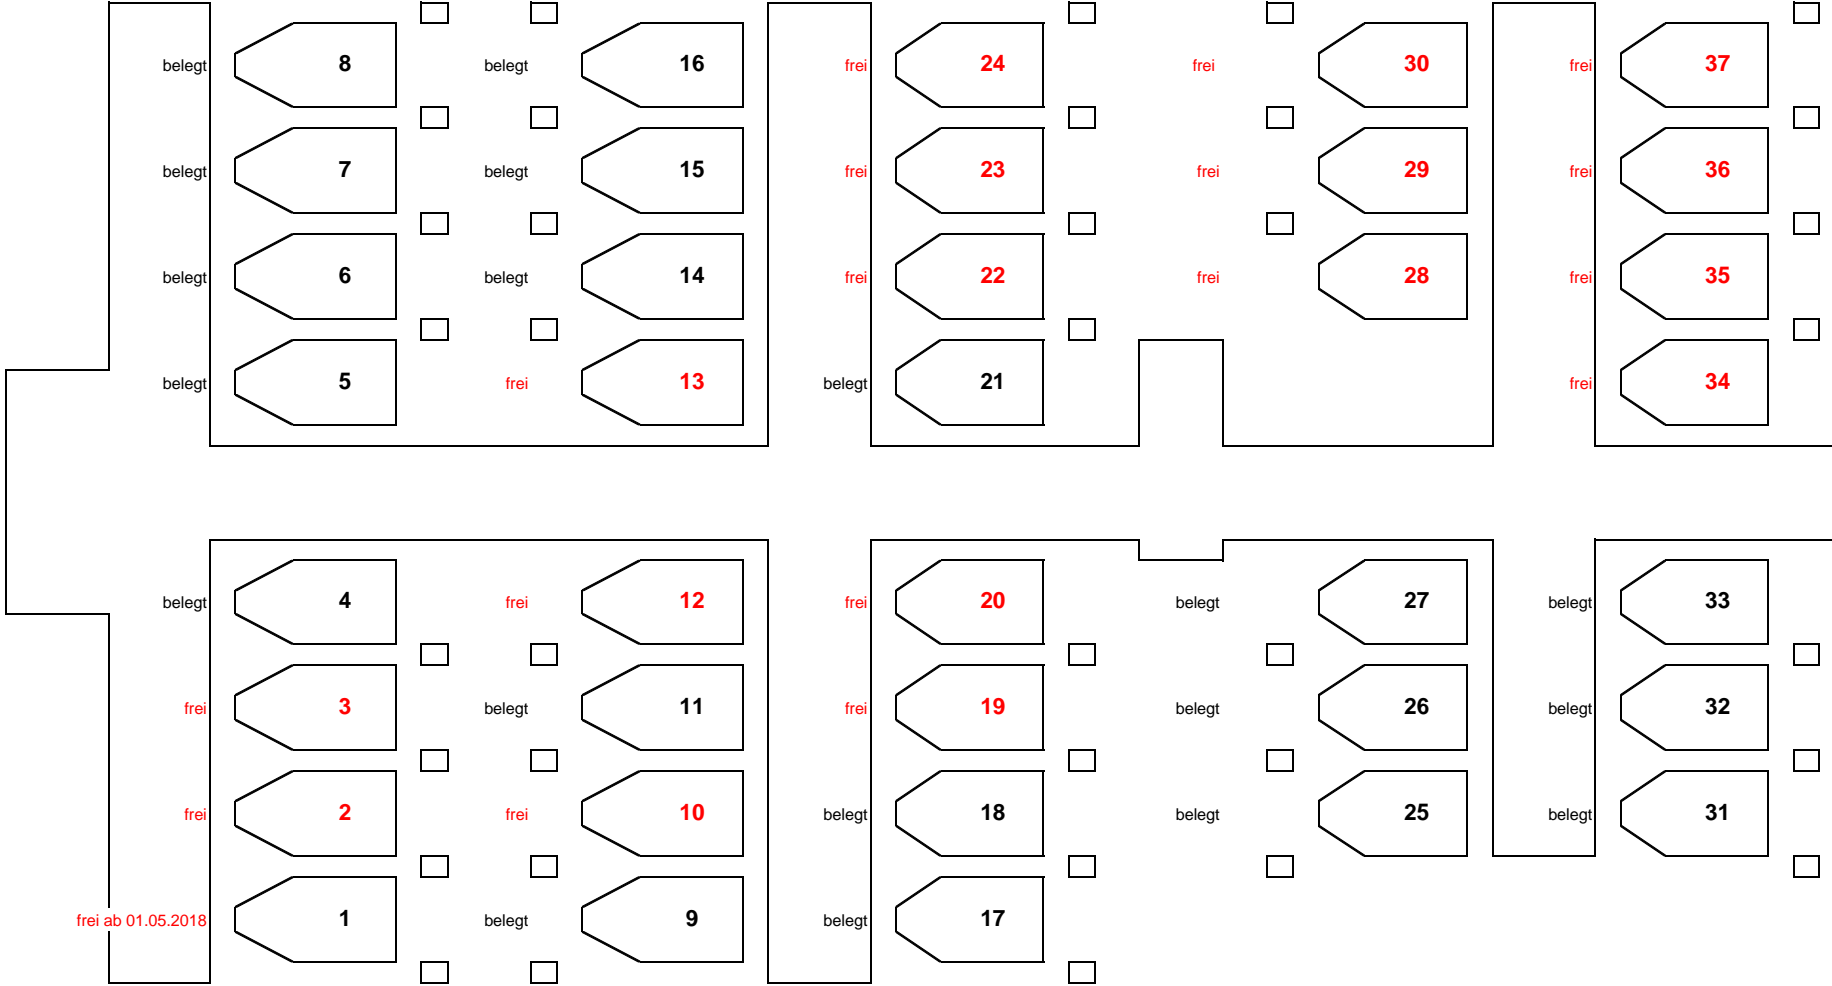 belegt 8 belegt 16 frei 24 frei 30 frei 37
belegt 7 belegt 15 frei 23 frei 29 frei 36
belegt 6 belegt 14 frei 22 frei 28 frei 35
belegt 5 frei 13 belegt 21 frei 34
belegt 4 frei 12 frei 20 belegt 27 belegt 33
frei 3 belegt 11 frei 19 belegt 26 belegt 32
frei 2 frei 10 belegt 18 belegt 25 belegt 31
frei ab 01.05.2018 1 belegt 9 belegt 17